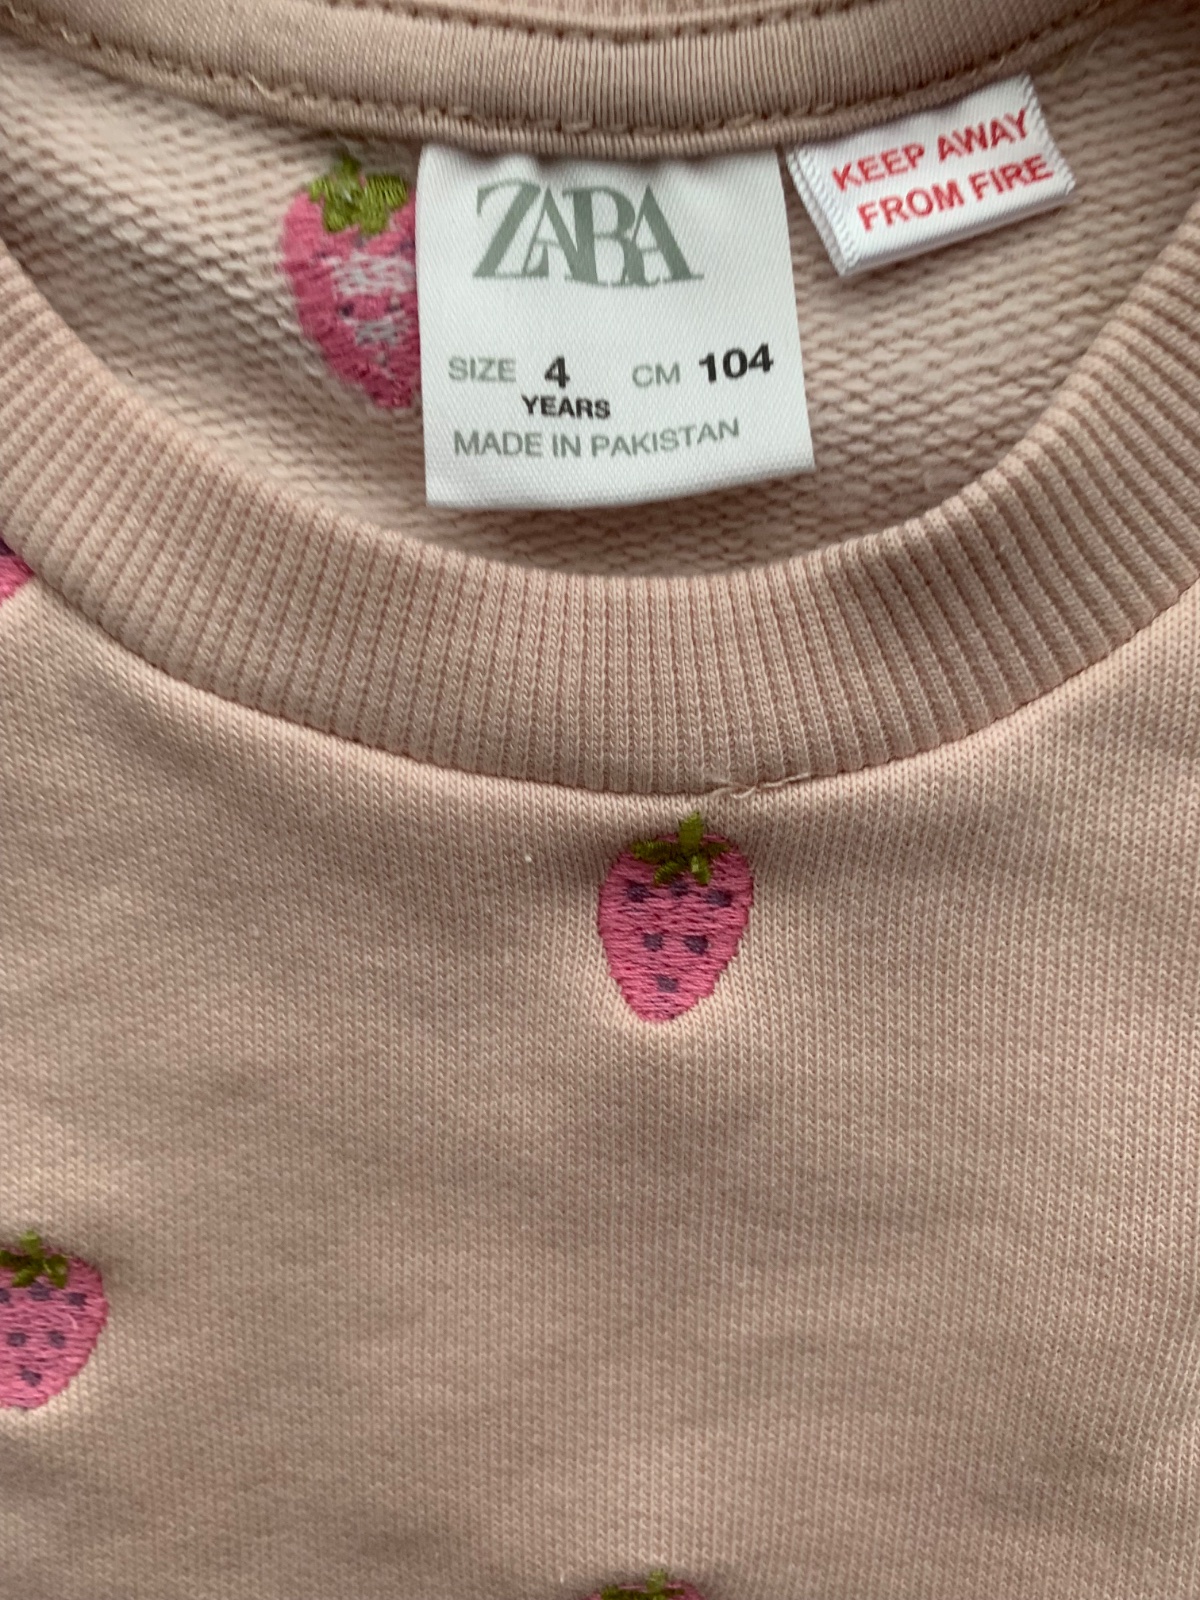 ZARA
SIZE 4 CM 104
YEARS
MADE IN PAKISTAN
KEEP AWAY
FROM FIRE